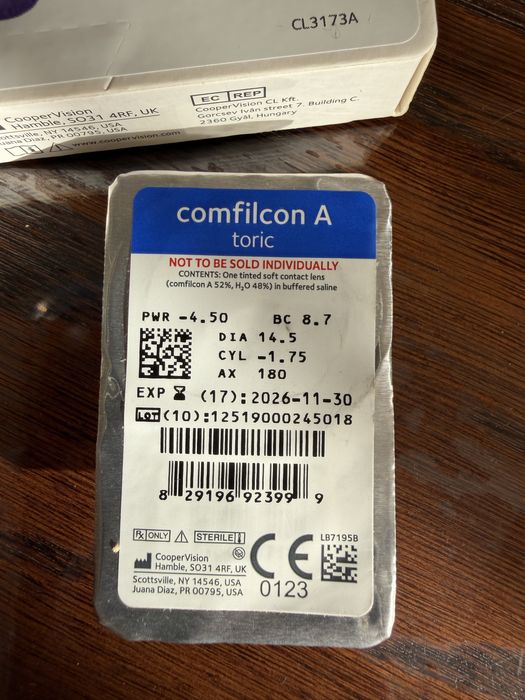 CL3173A
EC REP
CooperVision CL Kft.
Gorcsev Iván street 7. Building C.
2360 Gyál, Hungary
CooperVision
Hamble, SO31 4RF, UK
Scottsville, NY 14546, USA
Juana Diaz, PR 00795, USA
www.coopervision.com
comfilcon A
toric
NOT TO BE SOLD INDIVIDUALLY
CONTENTS: One tinted soft contact lens
(comfilcon A 52%, H₂O 48%) in buffered saline
PWR -4.50 BC 8.7
DIA 14.5
CYL -1.75
AX 180
EXP (17): 2026-11-30
LOT (10):12519000245018
8 29196 92399 9
Rx ONLY STERILE
LB7195B
CooperVision
Hamble, SO31 4RF, UK
Scottsville, NY 14546, USA
Juana Diaz, PR 00795, USA
CE
0123